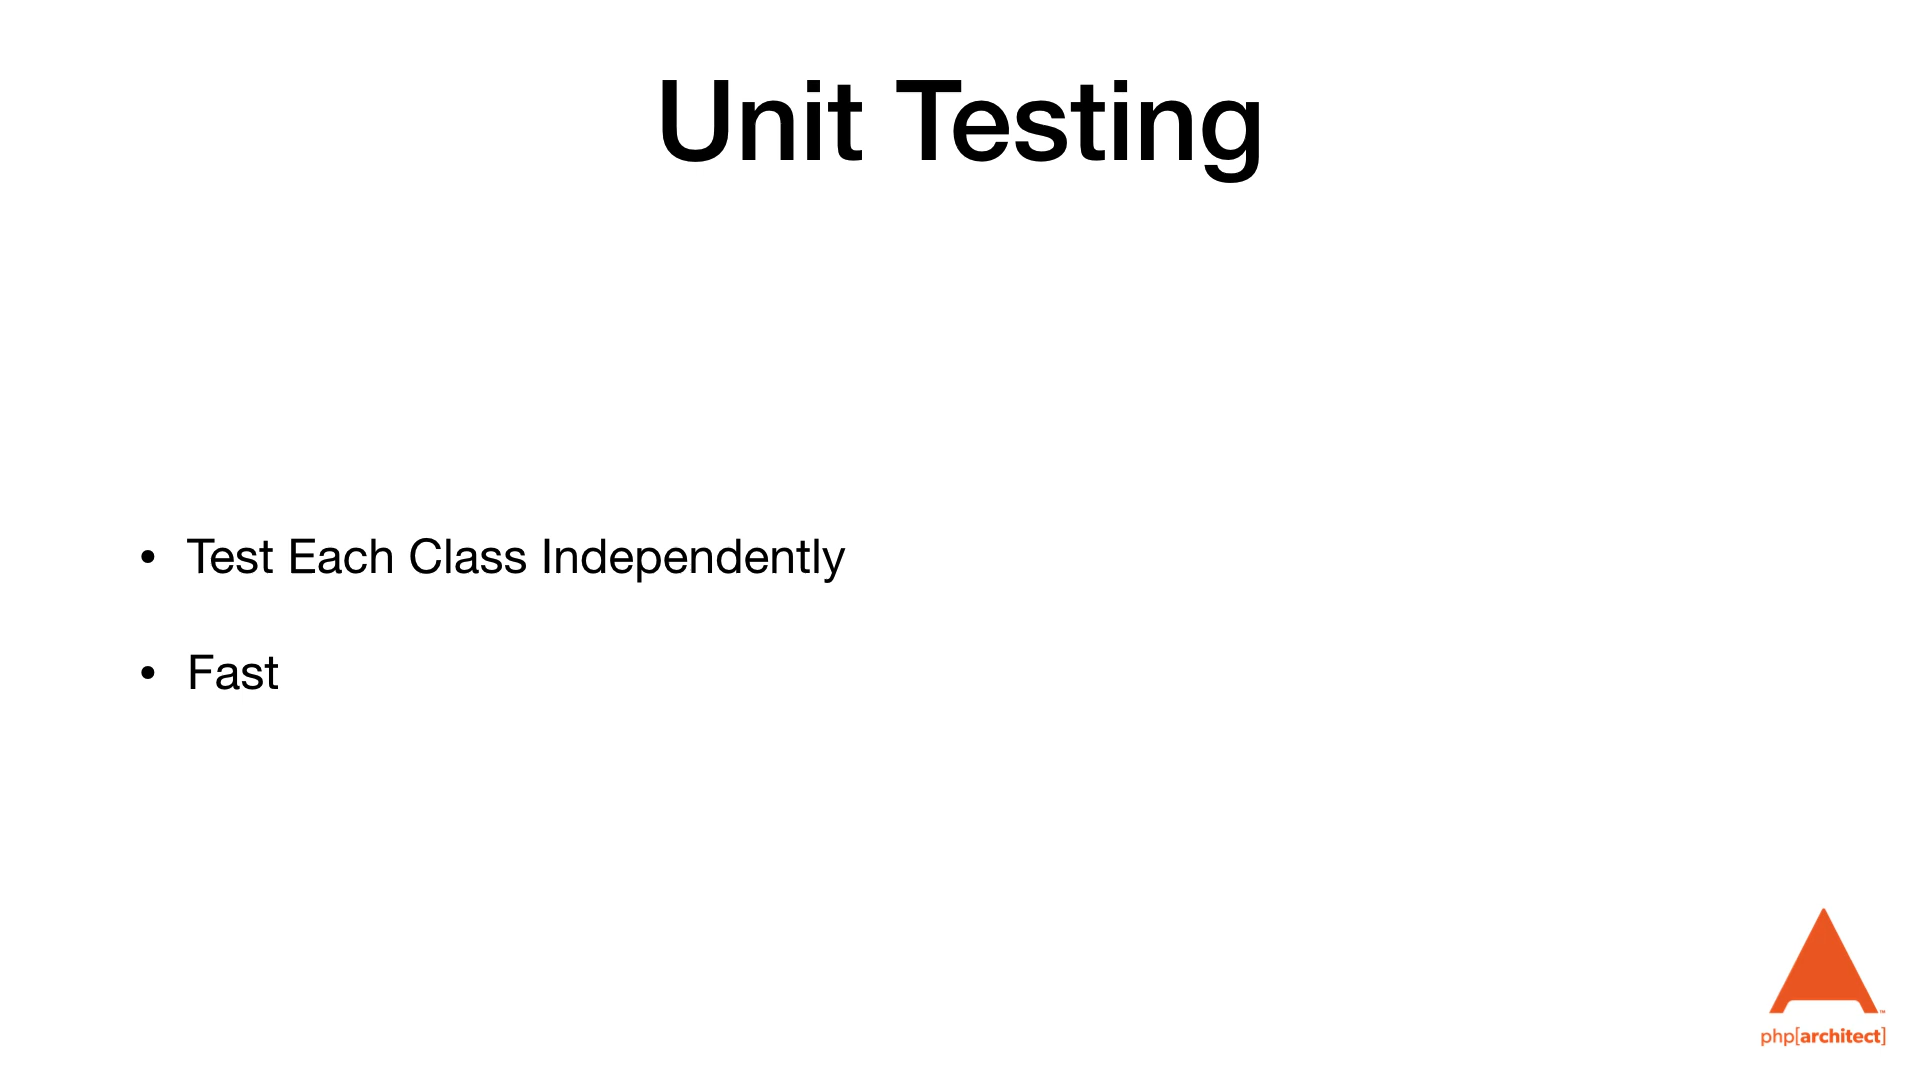 Unit Testing
• Test Each Class Independently
• Fast
php[architect]